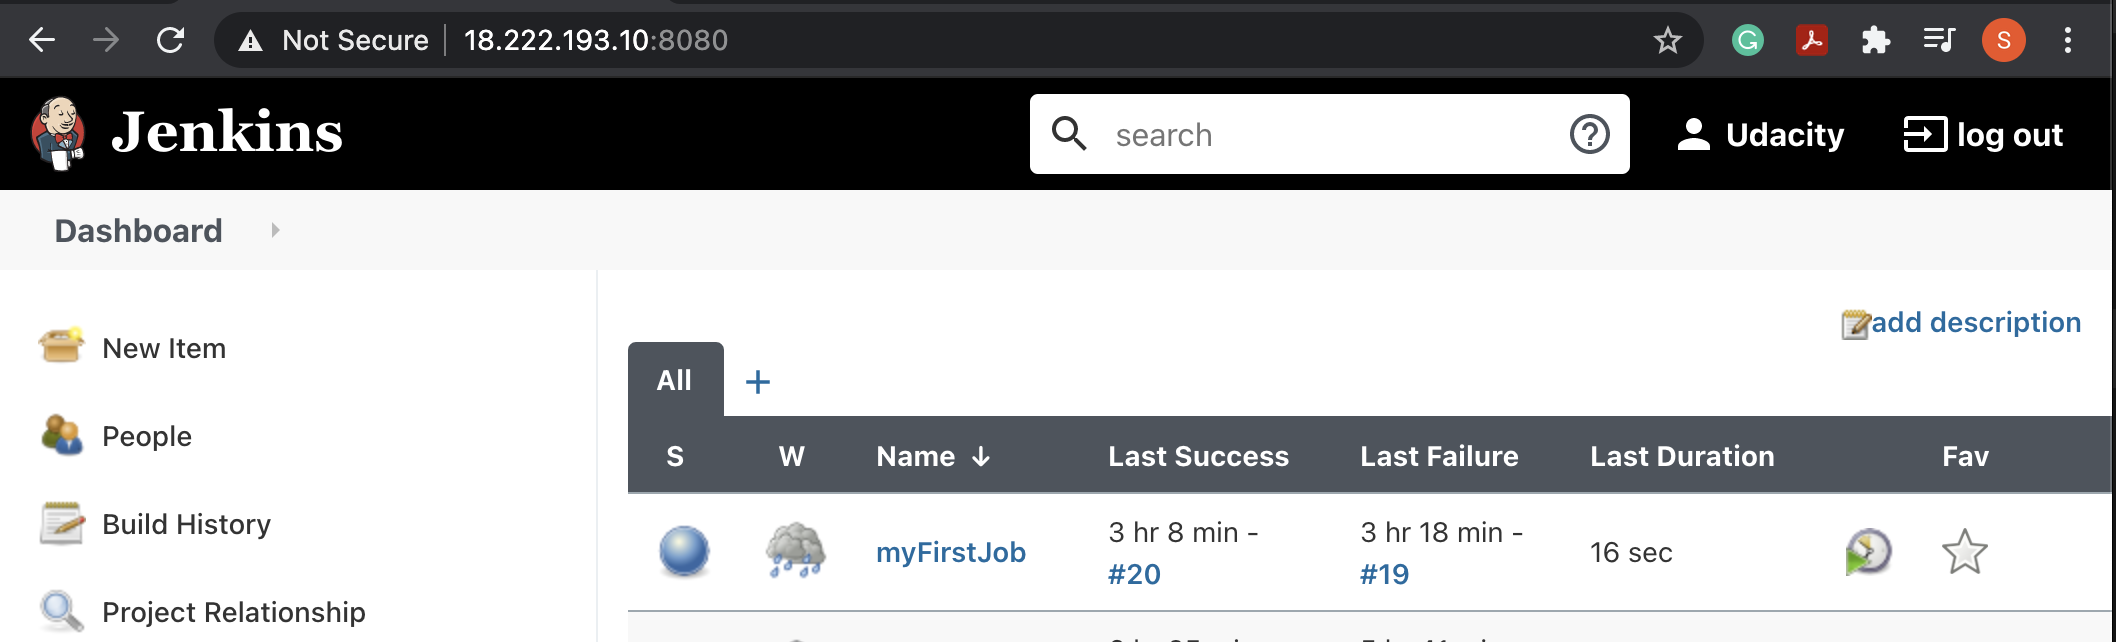 Not Secure 18.222.193.10:8080
S
Jenkins
search
Udacity
log out
Dashboard
New Item
People
Build History
Project Relationship
add description
All +
S W Name ↓ Last Success Last Failure Last Duration Fav
myFirstJob 3 hr 8 min - #20 3 hr 18 min - #19 16 sec